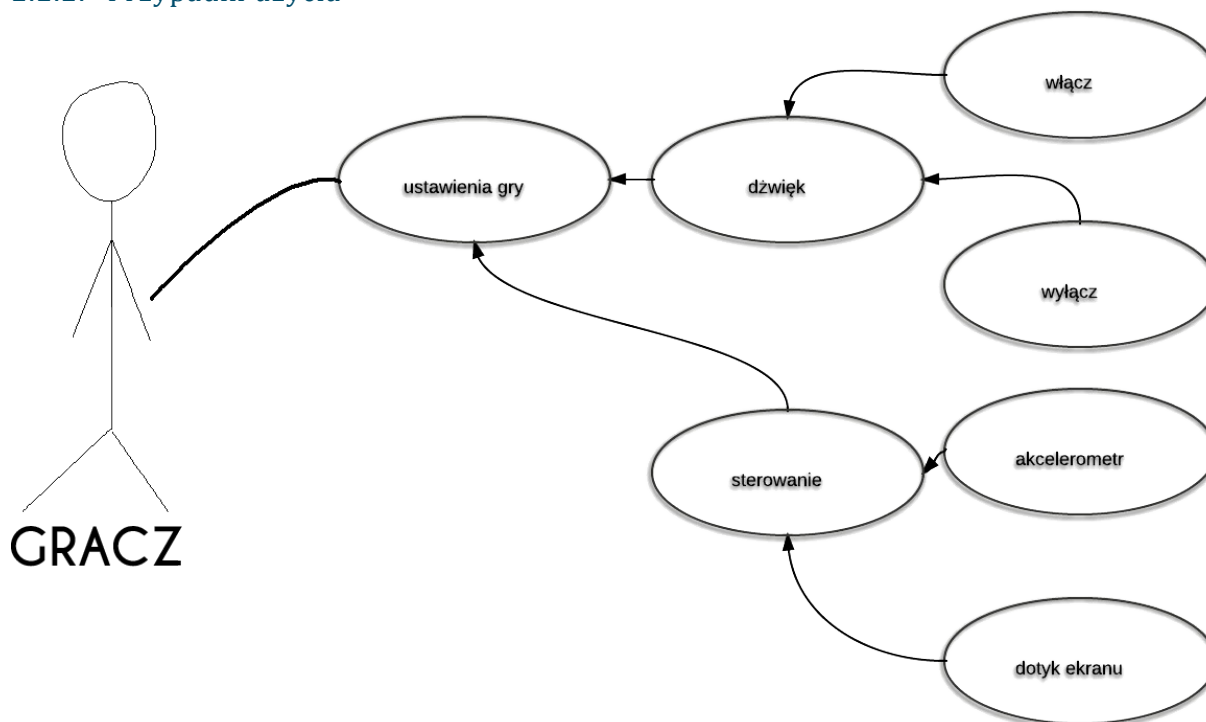 włącz
ustawienia gry
dźwięk
wyłącz
akcelerometr
sterowanie
GRACZ
dotyk ekranu